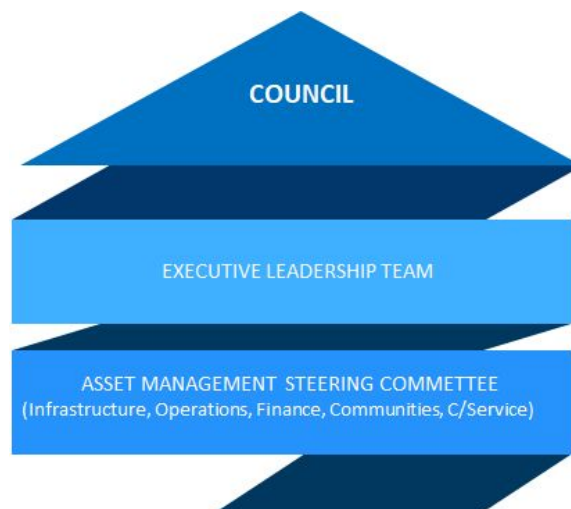 COUNCIL
EXECUTIVE LEADERSHIP TEAM
ASSET MANAGEMENT STEERING COMMETTEE
(Infrastructure, Operations, Finance, Communities, C/Service)